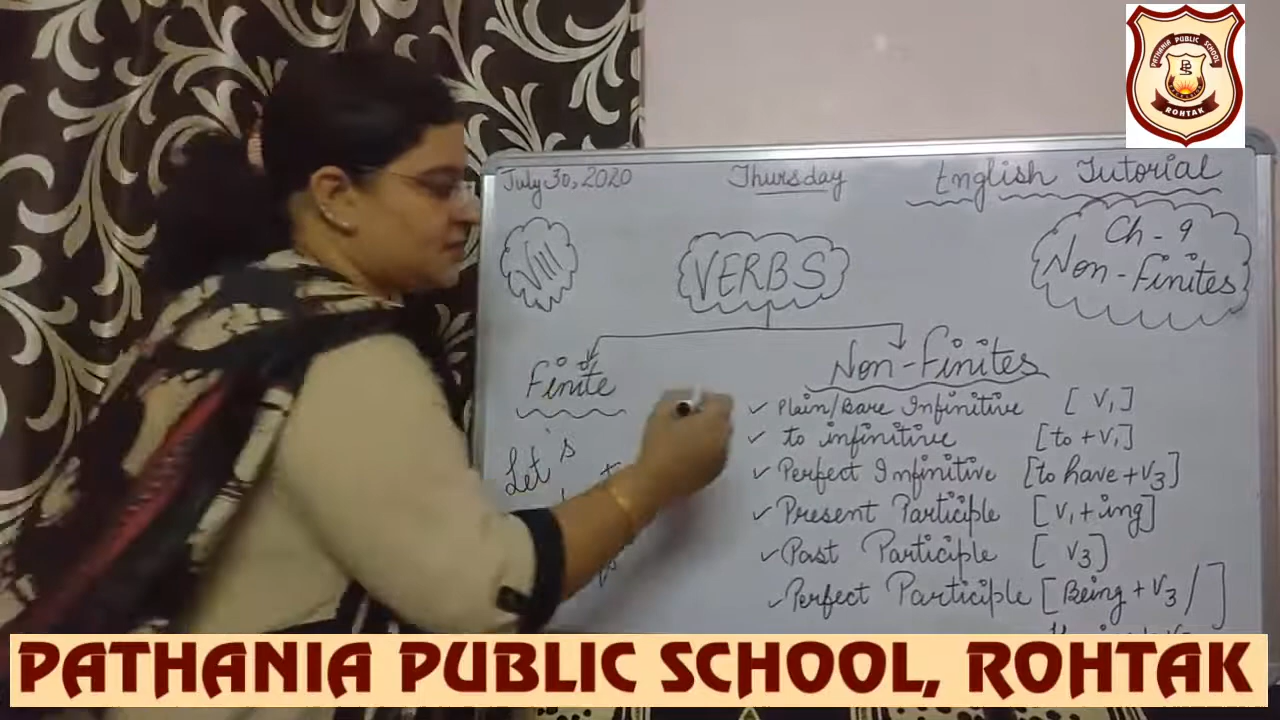 PATHANIA PUBLIC SCHOOL
PS
ROHTAK
July 30, 2020 Thursday English Tutorial
VIII VERBS Ch - 9
Non - Finites
Finite Non-Finites
Let's
✓ Plain/Bare Infinitive [ V1 ]
✓ to infinitive [to + V1]
✓ Perfect Infinitive [to have + V3]
✓ Present Participle [ V1 + ing]
✓ Past Participle [ V3 ]
✓ Perfect Participle [ Being + V3 / ]
PATHANIA PUBLIC SCHOOL, ROHTAK